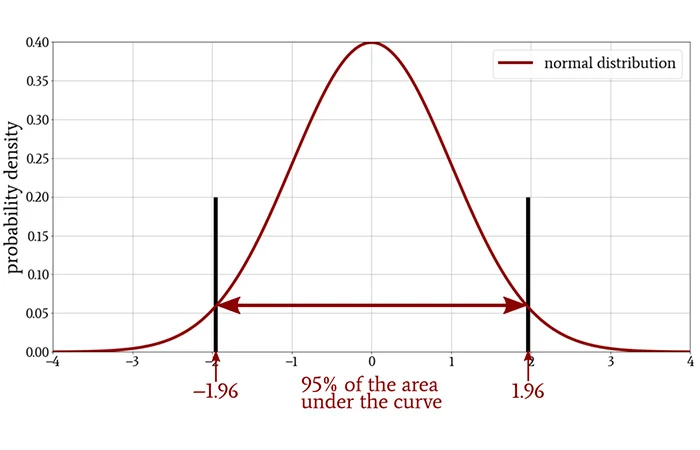 0.40
normal distribution
0.35
0.30
0.25
0.20
0.15
0.10
0.05
0.00
probability density
−4 −3 −2 −1 0 1 2 3 4
−1.96 95% of the area 1.96
under the curve